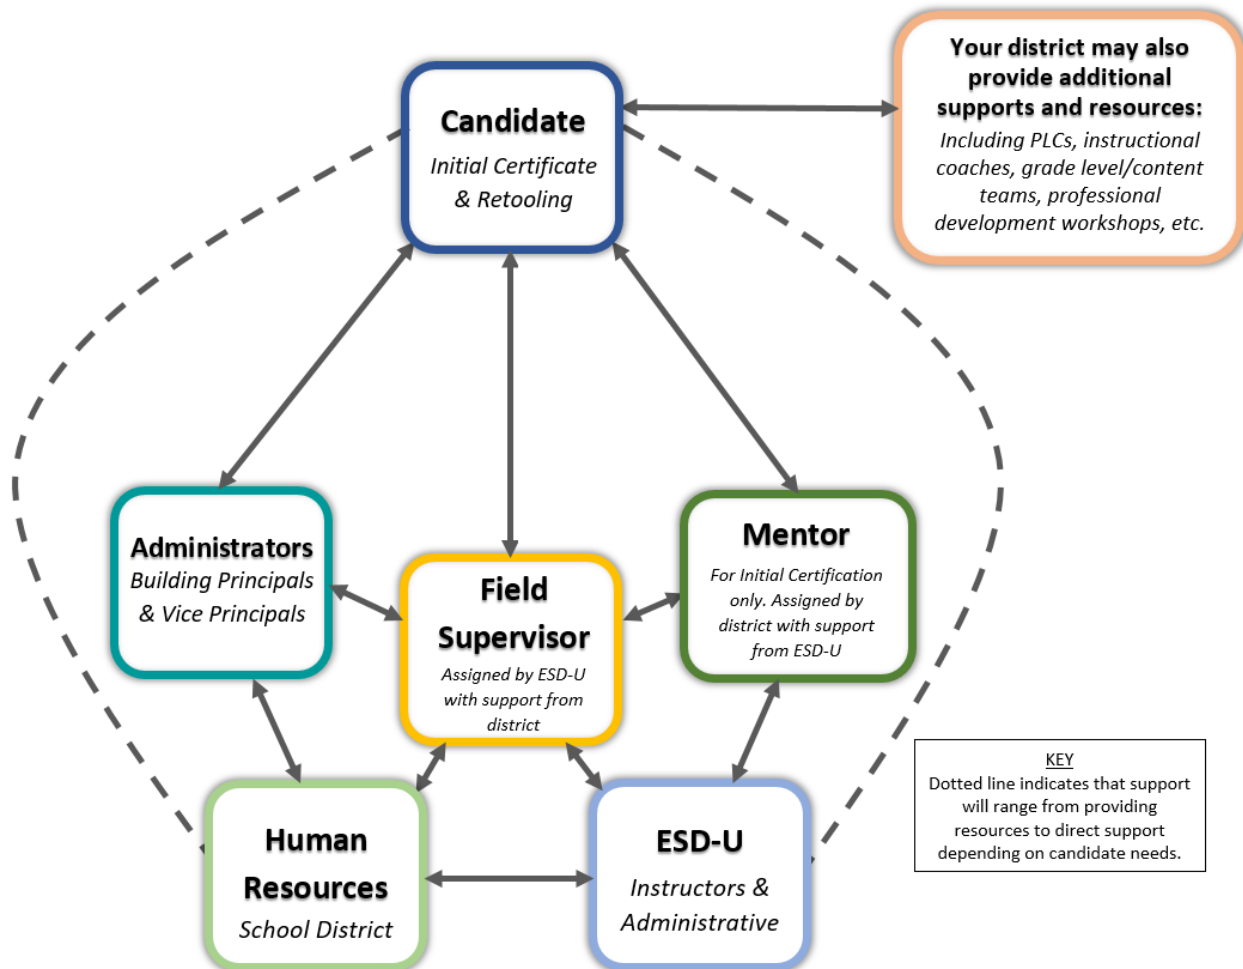 Candidate
Initial Certificate
& Retooling
Your district may also
provide additional
supports and resources:
Including PLCs, instructional
coaches, grade level/content
teams, professional
development workshops, etc.
Administrators
Building Principals
& Vice Principals
Field
Supervisor
Assigned by ESD-U
with support from
district
Mentor
For Initial Certification
only. Assigned by
district with support
from ESD-U
Human
Resources
School District
ESD-U
Instructors &
Administrative
KEY
Dotted line indicates that support
will range from providing
resources to direct support
depending on candidate needs.